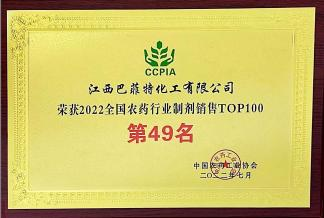 CCPIA
江西巴菲特化工有限公司
荣获2022全国农药行业制剂销售TOP100
第49名
中国农药工业协会
二〇二二年七月